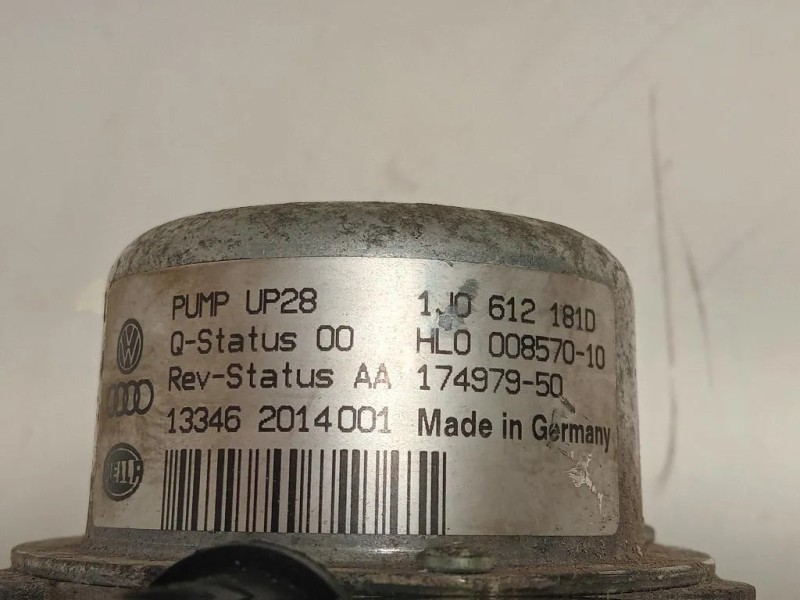 PUMP UP28 1J0 612 181D
Q-Status 00 HL0 008570-10
Rev-Status AA 174979-50
13346 2014001 Made in Germany
HELLA